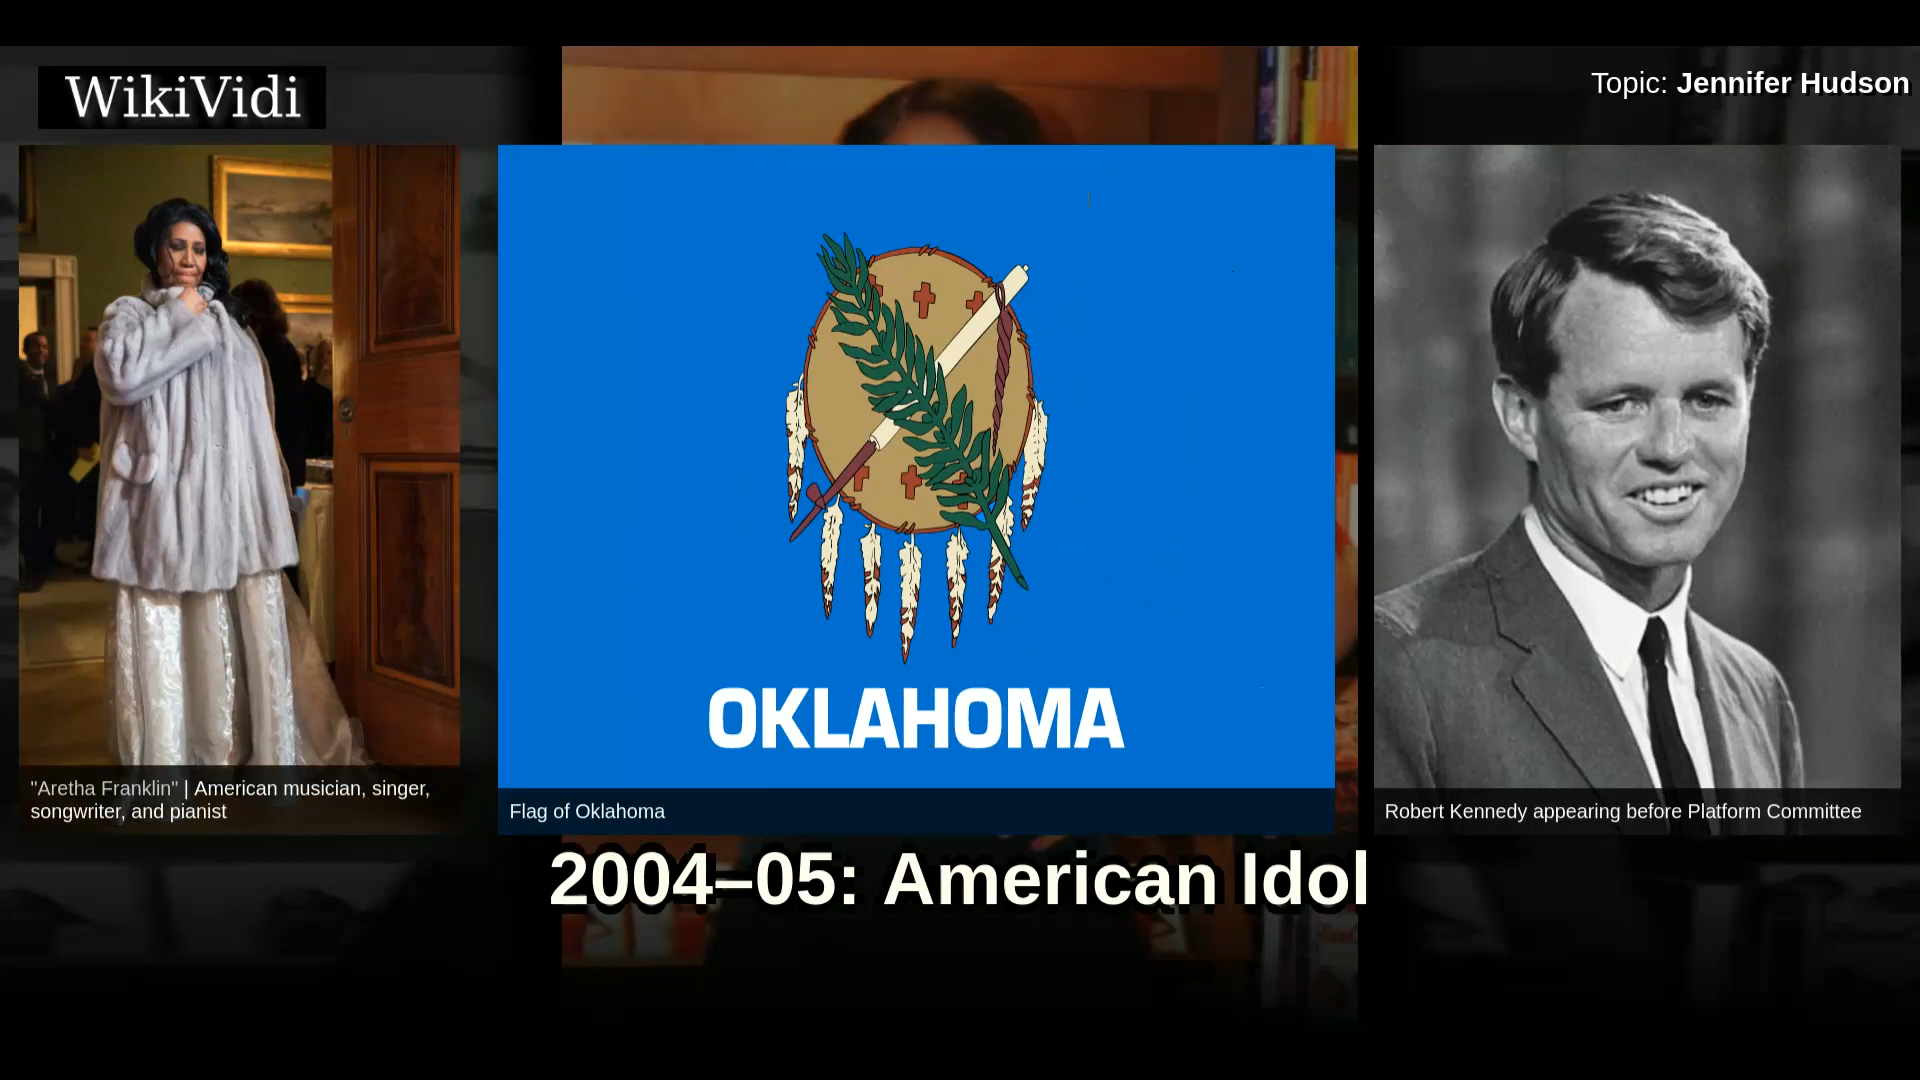 WikiVidi
Topic: Jennifer Hudson
OKLAHOMA
"Aretha Franklin" | American musician, singer,
songwriter, and pianist
Flag of Oklahoma
Robert Kennedy appearing before Platform Committee
2004–05: American Idol